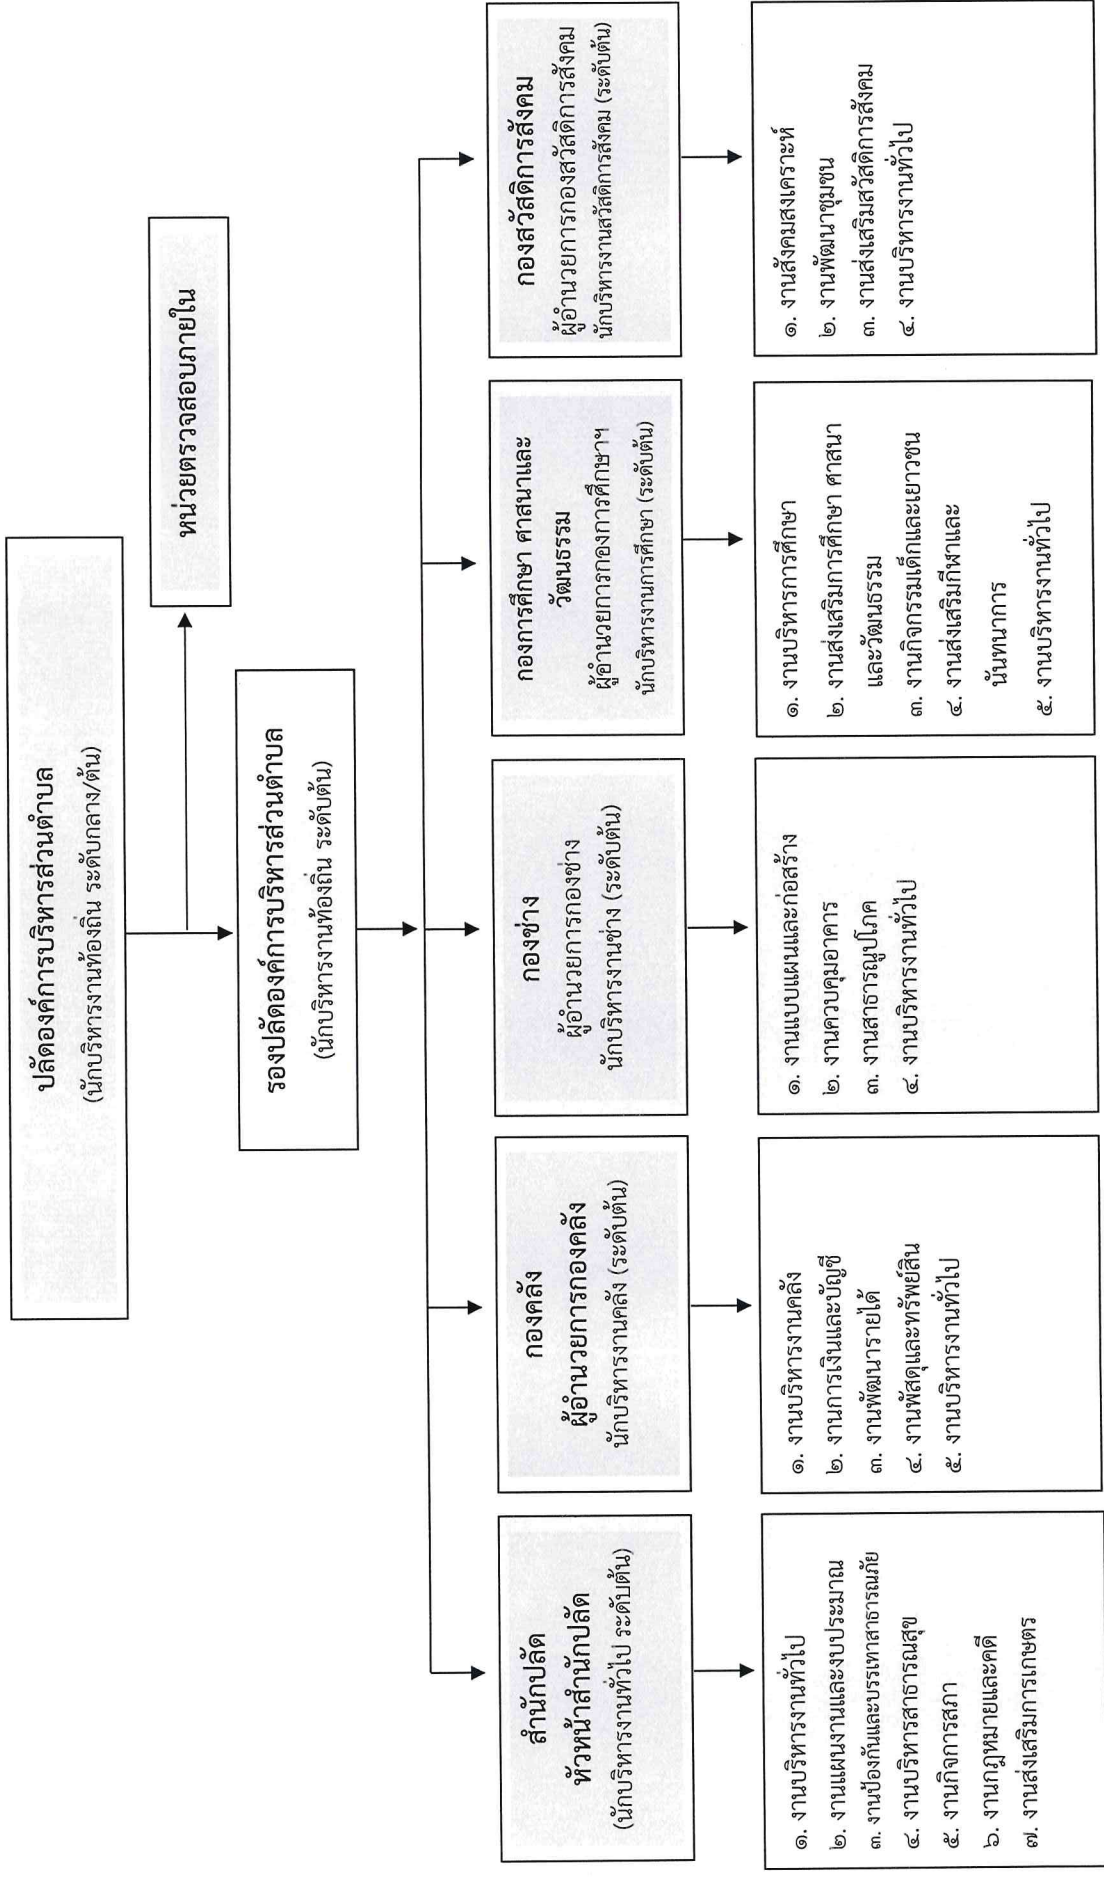 ปลัดองค์การบริหารส่วนตำบล
(นักบริหารงานท้องถิ่น ระดับกลาง/ต้น)
หน่วยตรวจสอบภายใน
รองปลัดองค์การบริหารส่วนตำบล
(นักบริหารงานท้องถิ่น ระดับต้น)
สำนักปลัด
หัวหน้าสำนักปลัด
(นักบริหารงานทั่วไป ระดับต้น)
กองคลัง
ผู้อำนวยการกองคลัง
นักบริหารงานคลัง (ระดับต้น)
กองช่าง
ผู้อำนวยการกองช่าง
นักบริหารงานช่าง (ระดับต้น)
กองการศึกษา ศาสนาและ
วัฒนธรรม
ผู้อำนวยการกองการศึกษาฯ
นักบริหารงานการศึกษา (ระดับต้น)
กองสวัสดิการสังคม
ผู้อำนวยการกองสวัสดิการสังคม
นักบริหารงานสวัสดิการสังคม (ระดับต้น)
๑. งานบริหารงานทั่วไป
๒. งานแผนงานและงบประมาณ
๓. งานป้องกันและบรรเทาสาธารณภัย
๔. งานบริหารสาธารณสุข
๕. งานกิจการสภา
๖. งานกฎหมายและคดี
๗. งานส่งเสริมการเกษตร
๑. งานบริหารงานคลัง
๒. งานการเงินและบัญชี
๓. งานพัฒนารายได้
๔. งานพัสดุและทรัพย์สิน
๕. งานบริหารงานทั่วไป
๑. งานแบบแผนและก่อสร้าง
๒. งานควบคุมอาคาร
๓. งานสาธารณูปโภค
๔. งานบริหารงานทั่วไป
๑. งานบริหารการศึกษา
๒. งานส่งเสริมการศึกษา ศาสนา
และวัฒนธรรม
๓. งานกิจกรรมเด็กและเยาวชน
๔. งานส่งเสริมกีฬาและ
นันทนาการ
๕. งานบริหารงานทั่วไป
๑. งานสังคมสงเคราะห์
๒. งานพัฒนาชุมชน
๓. งานส่งเสริมสวัสดิการสังคม
๔. งานบริหารงานทั่วไป